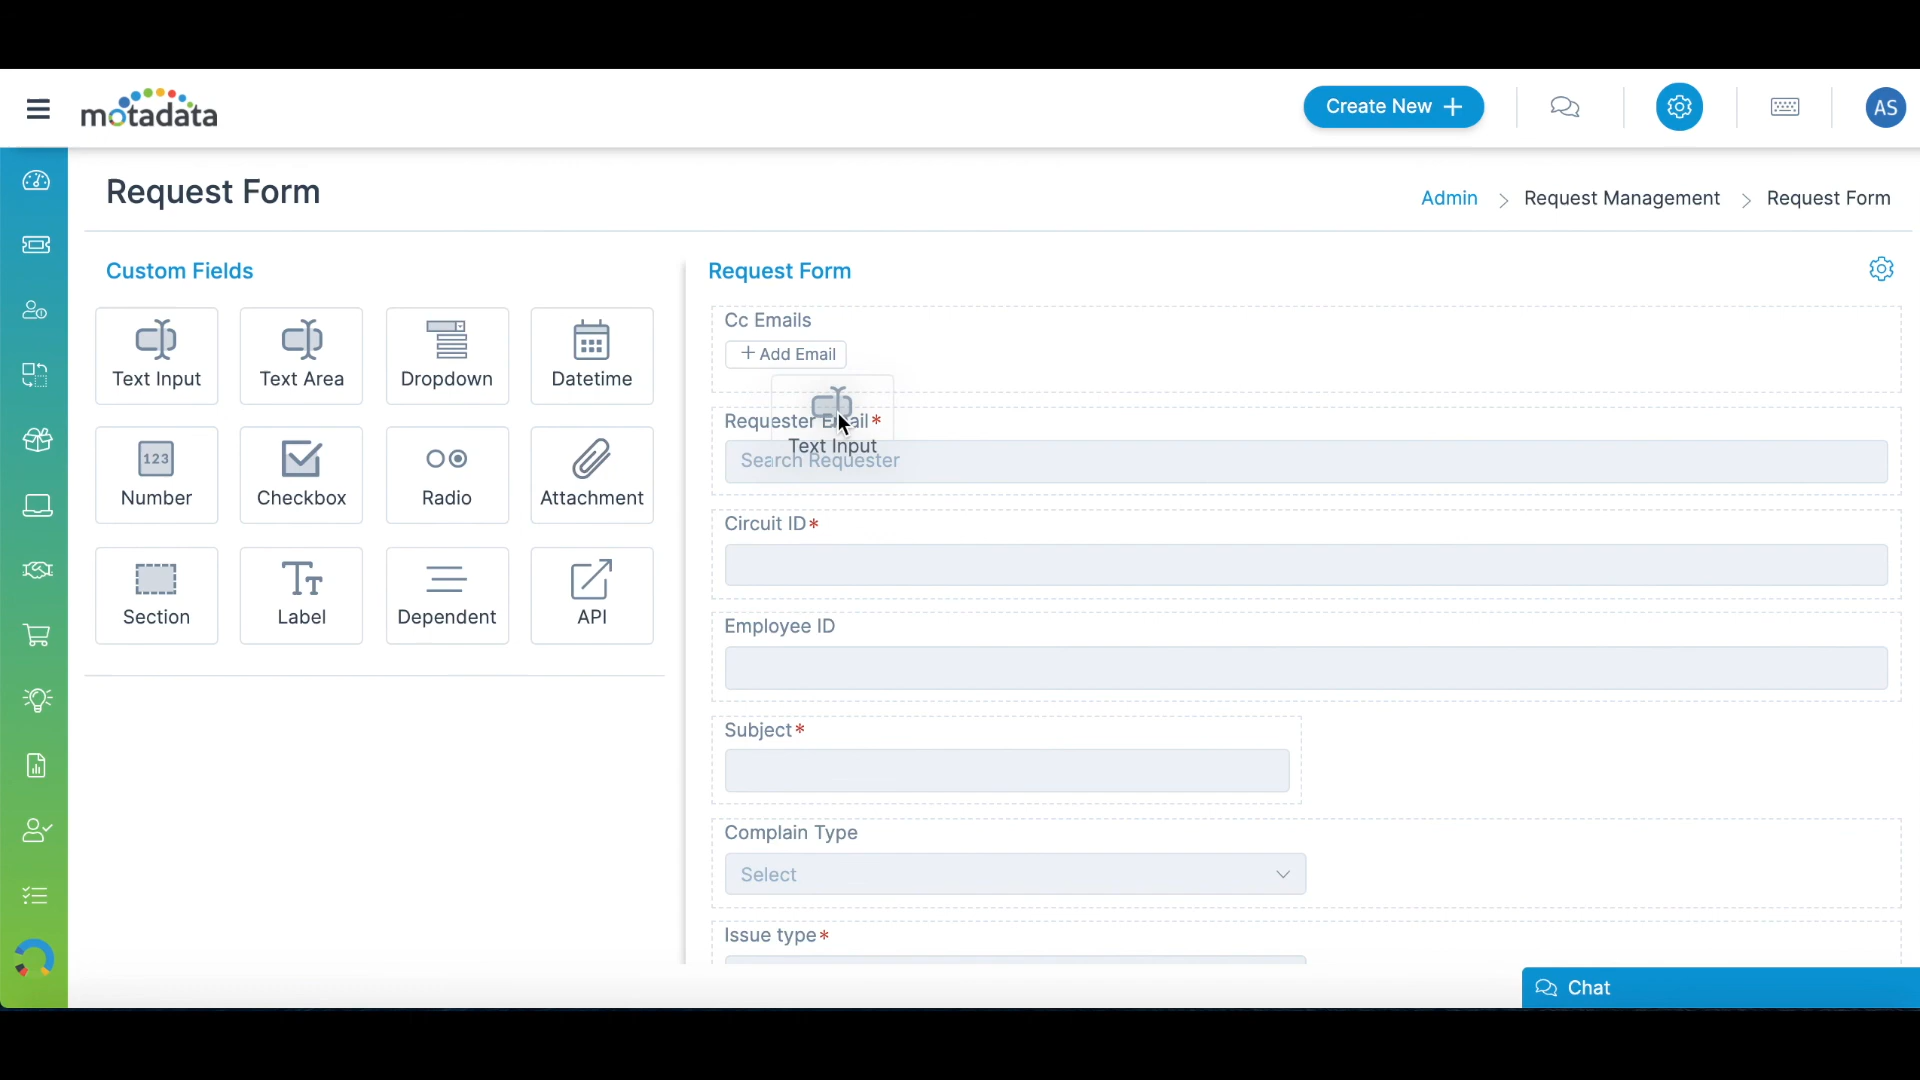 motadata
Create New
AS
Request Form
Admin > Request Management > Request Form
Custom Fields
Text Input
Text Area
Dropdown
Datetime
123
Number
Checkbox
Radio
Attachment
Section
Tт
Label
Dependent
API
Request Form
Cc Emails
+ Add Email
Requester Email*
Text Input
Search Requester
Circuit ID*
Employee ID
Subject*
Complain Type
Select
Issue type*
Chat